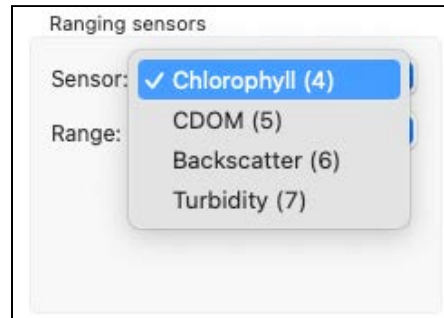 Ranging sensors
Sensor: ✓ Chlorophyll (4)
CDOM (5)
Range:
Backscatter (6)
Turbidity (7)